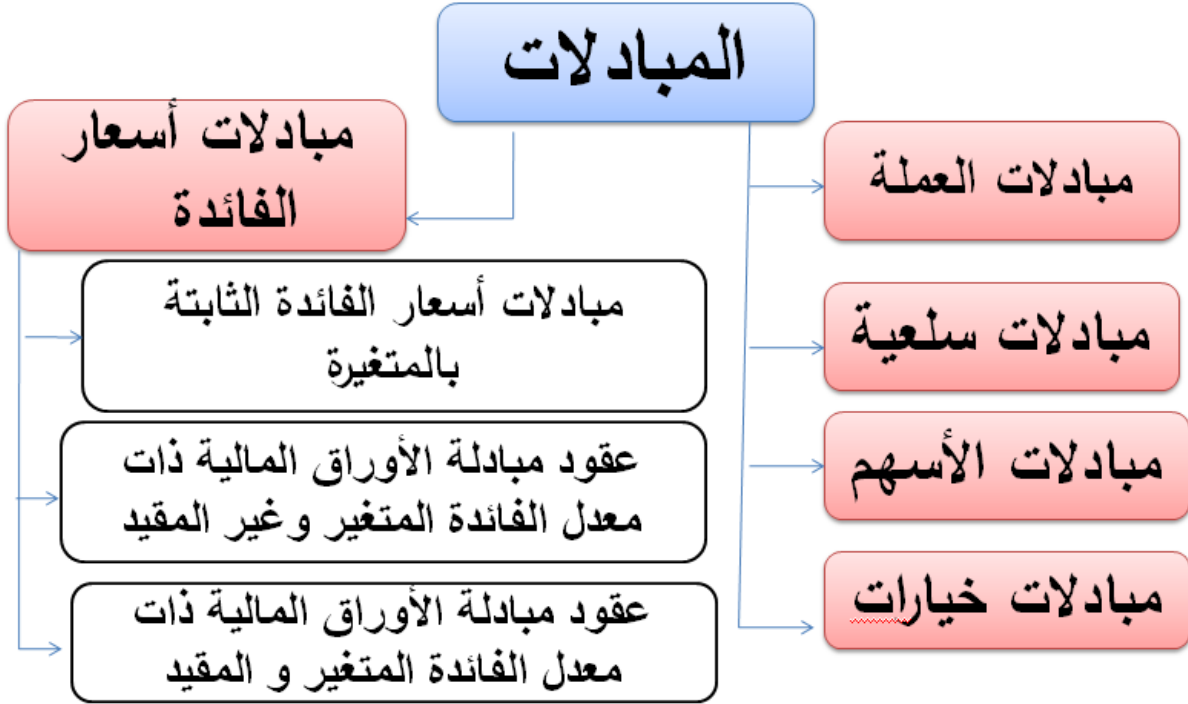 المبادلات
مبادلات العملة
مبادلات سلعية
مبادلات الأسهم
مبادلات خيارات
مبادلات أسعار
الفائدة
مبادلات أسعار الفائدة الثابتة
بالمتغيرة
عقود مبادلة الأوراق المالية ذات
معدل الفائدة المتغير وغير المقيد
عقود مبادلة الأوراق المالية ذات
معدل الفائدة المتغير و المقيد